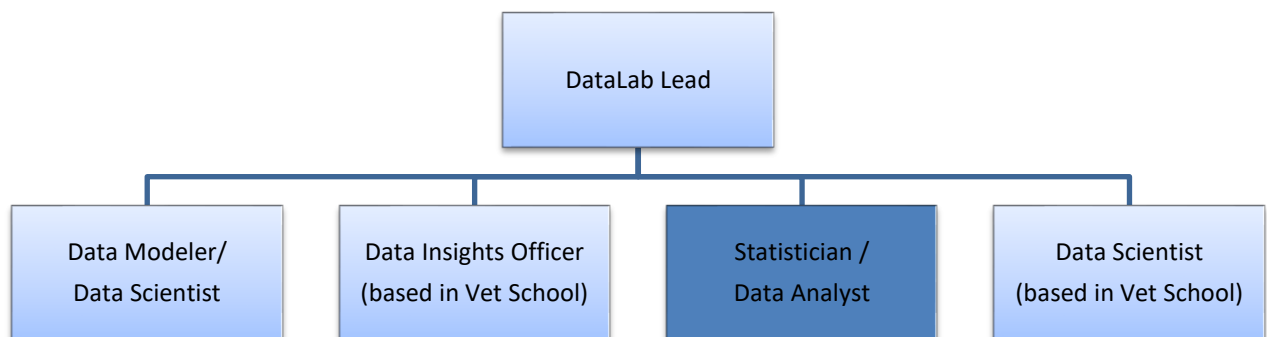 DataLab Lead
Data Modeler/
Data Scientist
Data Insights Officer
(based in Vet School)
Statistician /
Data Analyst
Data Scientist
(based in Vet School)